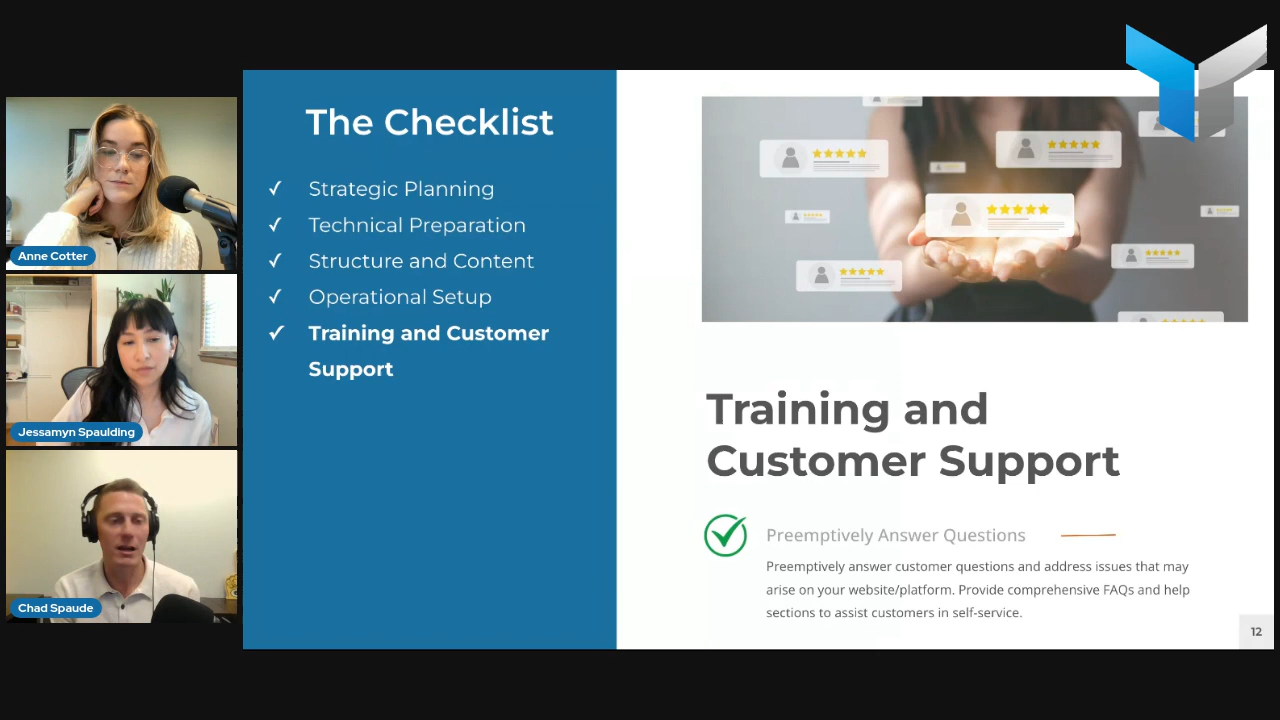 Anne Cotter
Jessamyn Spaulding
Chad Spaude
The Checklist
✓ Strategic Planning
✓ Technical Preparation
✓ Structure and Content
✓ Operational Setup
✓ Training and Customer
Support
Training and
Customer Support
Preemptively Answer Questions
Preemptively answer customer questions and address issues that may
arise on your website/platform. Provide comprehensive FAQs and help
sections to assist customers in self-service.
12